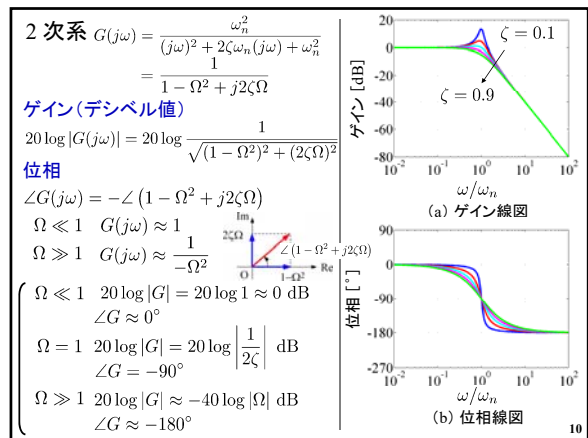 2次系 G(jω) = ω_n^2 / ((jω)^2 + 2ζω_n(jω) + ω_n^2)
= 1 / (1 − Ω^2 + j2ζΩ)
ゲイン(デシベル値)
20 log |G(jω)| = 20 log 1 / √((1 − Ω^2)^2 + (2ζΩ)^2)
位相
∠G(jω) = −∠(1 − Ω^2 + j2ζΩ)
Ω ≪ 1 G(jω) ≈ 1
Ω ≫ 1 G(jω) ≈ 1 / −Ω^2
Im
2ζΩ
∠(1 − Ω^2 + j2ζΩ)
O
1−Ω^2
Re
Ω ≪ 1 20 log |G| = 20 log 1 ≈ 0 dB
∠G ≈ 0°
Ω = 1 20 log |G| = 20 log |1 / 2ζ| dB
∠G = −90°
Ω ≫ 1 20 log |G| ≈ −40 log |Ω| dB
∠G ≈ −180°
ゲイン [dB]
20
0
-20
-40
-60
-80
ζ = 0.1
ζ = 0.9
10^-2
10^-1
10^0
10^1
10^2
ω/ω_n
(a) ゲイン線図
位相 [°]
90
0
-90
-180
-270
10^-2
10^-1
10^0
10^1
10^2
ω/ω_n
(b) 位相線図
10